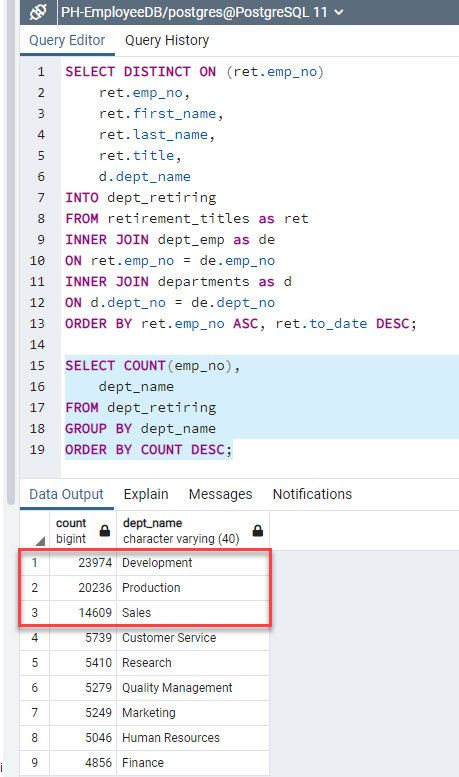 PH-EmployeeDB/postgres@PostgreSQL 11
Query Editor Query History
1 SELECT DISTINCT ON (ret.emp_no)
2 ret.emp_no,
3 ret.first_name,
4 ret.last_name,
5 ret.title,
6 d.dept_name
7 INTO dept_retiring
8 FROM retirement_titles as ret
9 INNER JOIN dept_emp as de
10 ON ret.emp_no = de.emp_no
11 INNER JOIN departments as d
12 ON d.dept_no = de.dept_no
13 ORDER BY ret.emp_no ASC, ret.to_date DESC;
14
15 SELECT COUNT(emp_no),
16 dept_name
17 FROM dept_retiring
18 GROUP BY dept_name
19 ORDER BY COUNT DESC;
Data Output Explain Messages Notifications
count dept_name
bigint character varying (40)
1 23974 Development
2 20236 Production
3 14609 Sales
4 5739 Customer Service
5 5410 Research
6 5279 Quality Management
7 5249 Marketing
8 5046 Human Resources
9 4856 Finance